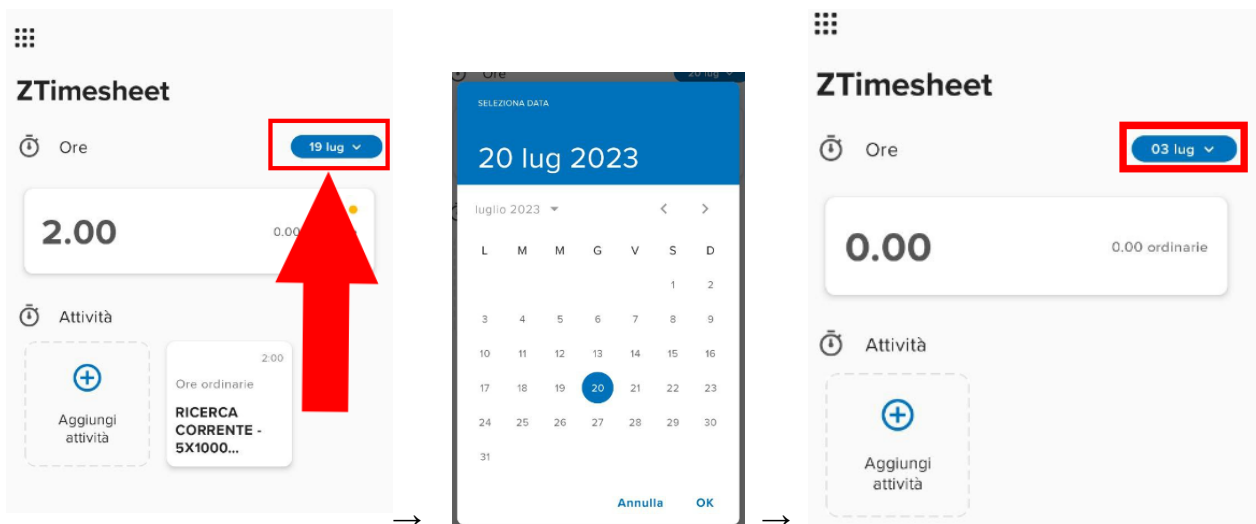 ZTimesheet
Ore
19 lug
2.00
0.00
Attività
Aggiungi
attività
2:00
Ore ordinarie
RICERCA
CORRENTE -
5X1000...
→
Ore
20 lug
SELEZIONA DATA
20 lug 2023
luglio 2023
L M M G V S D
1 2
3 4 5 6 7 8 9
10 11 12 13 14 15 16
17 18 19 20 21 22 23
24 25 26 27 28 29 30
31
Annulla OK
→
ZTimesheet
Ore
03 lug
0.00
0.00 ordinarie
Attività
Aggiungi
attività